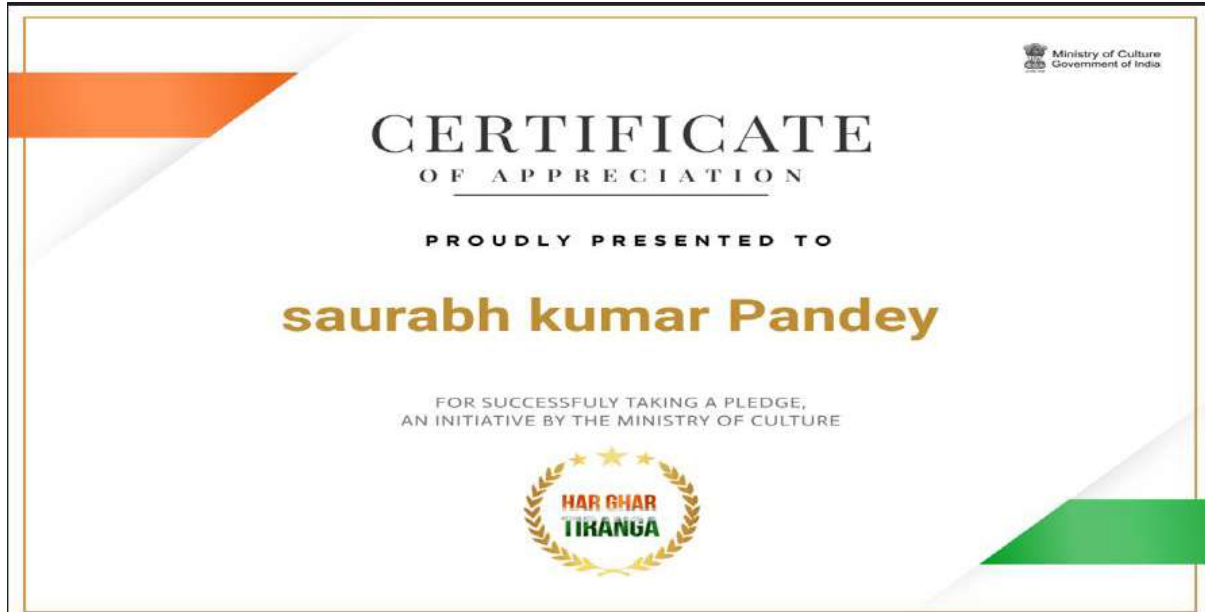 Ministry of Culture
Government of India
CERTIFICATE
OF APPRECIATION
PROUDLY PRESENTED TO
saurabh kumar Pandey
FOR SUCCESSFULY TAKING A PLEDGE,
AN INITIATIVE BY THE MINISTRY OF CULTURE
HAR GHAR
TIRANGA